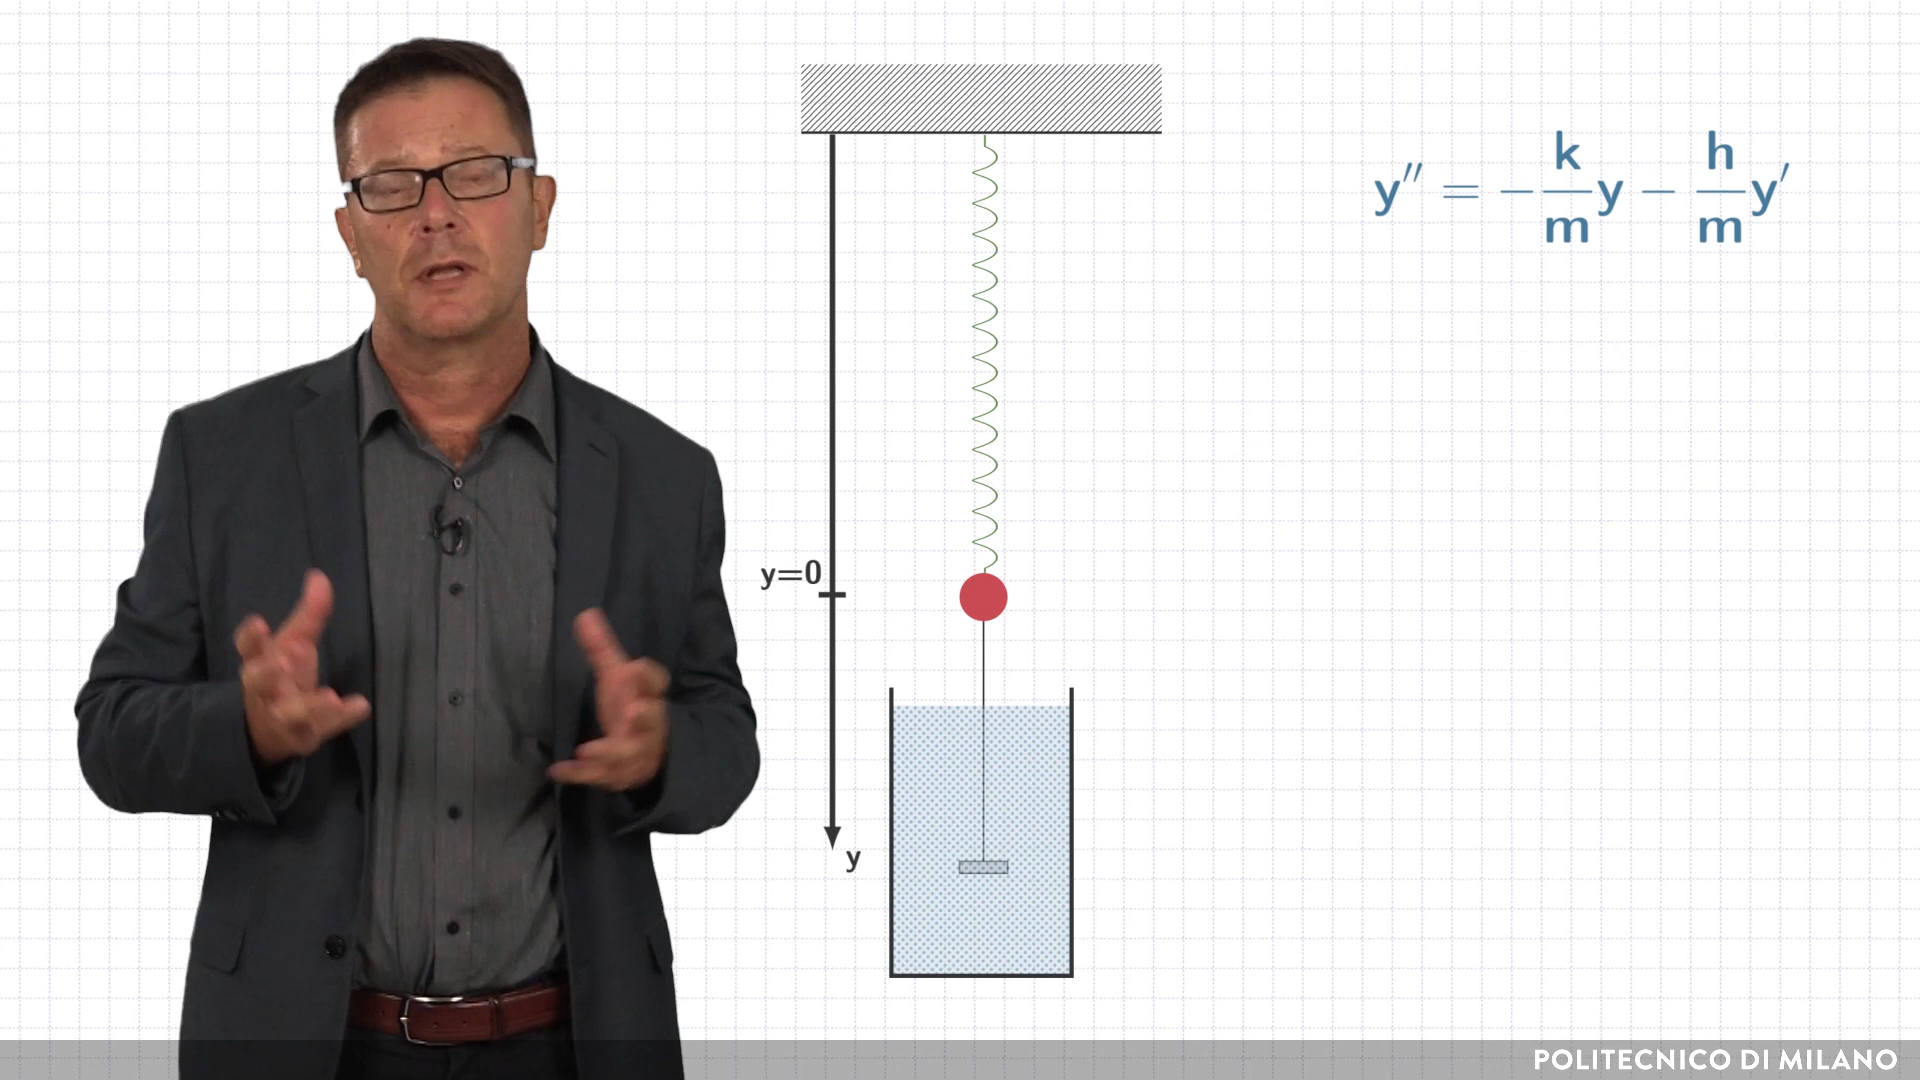 y″ = −k/m y − h/m y′
y=0
y
POLITECNICO DI MILANO